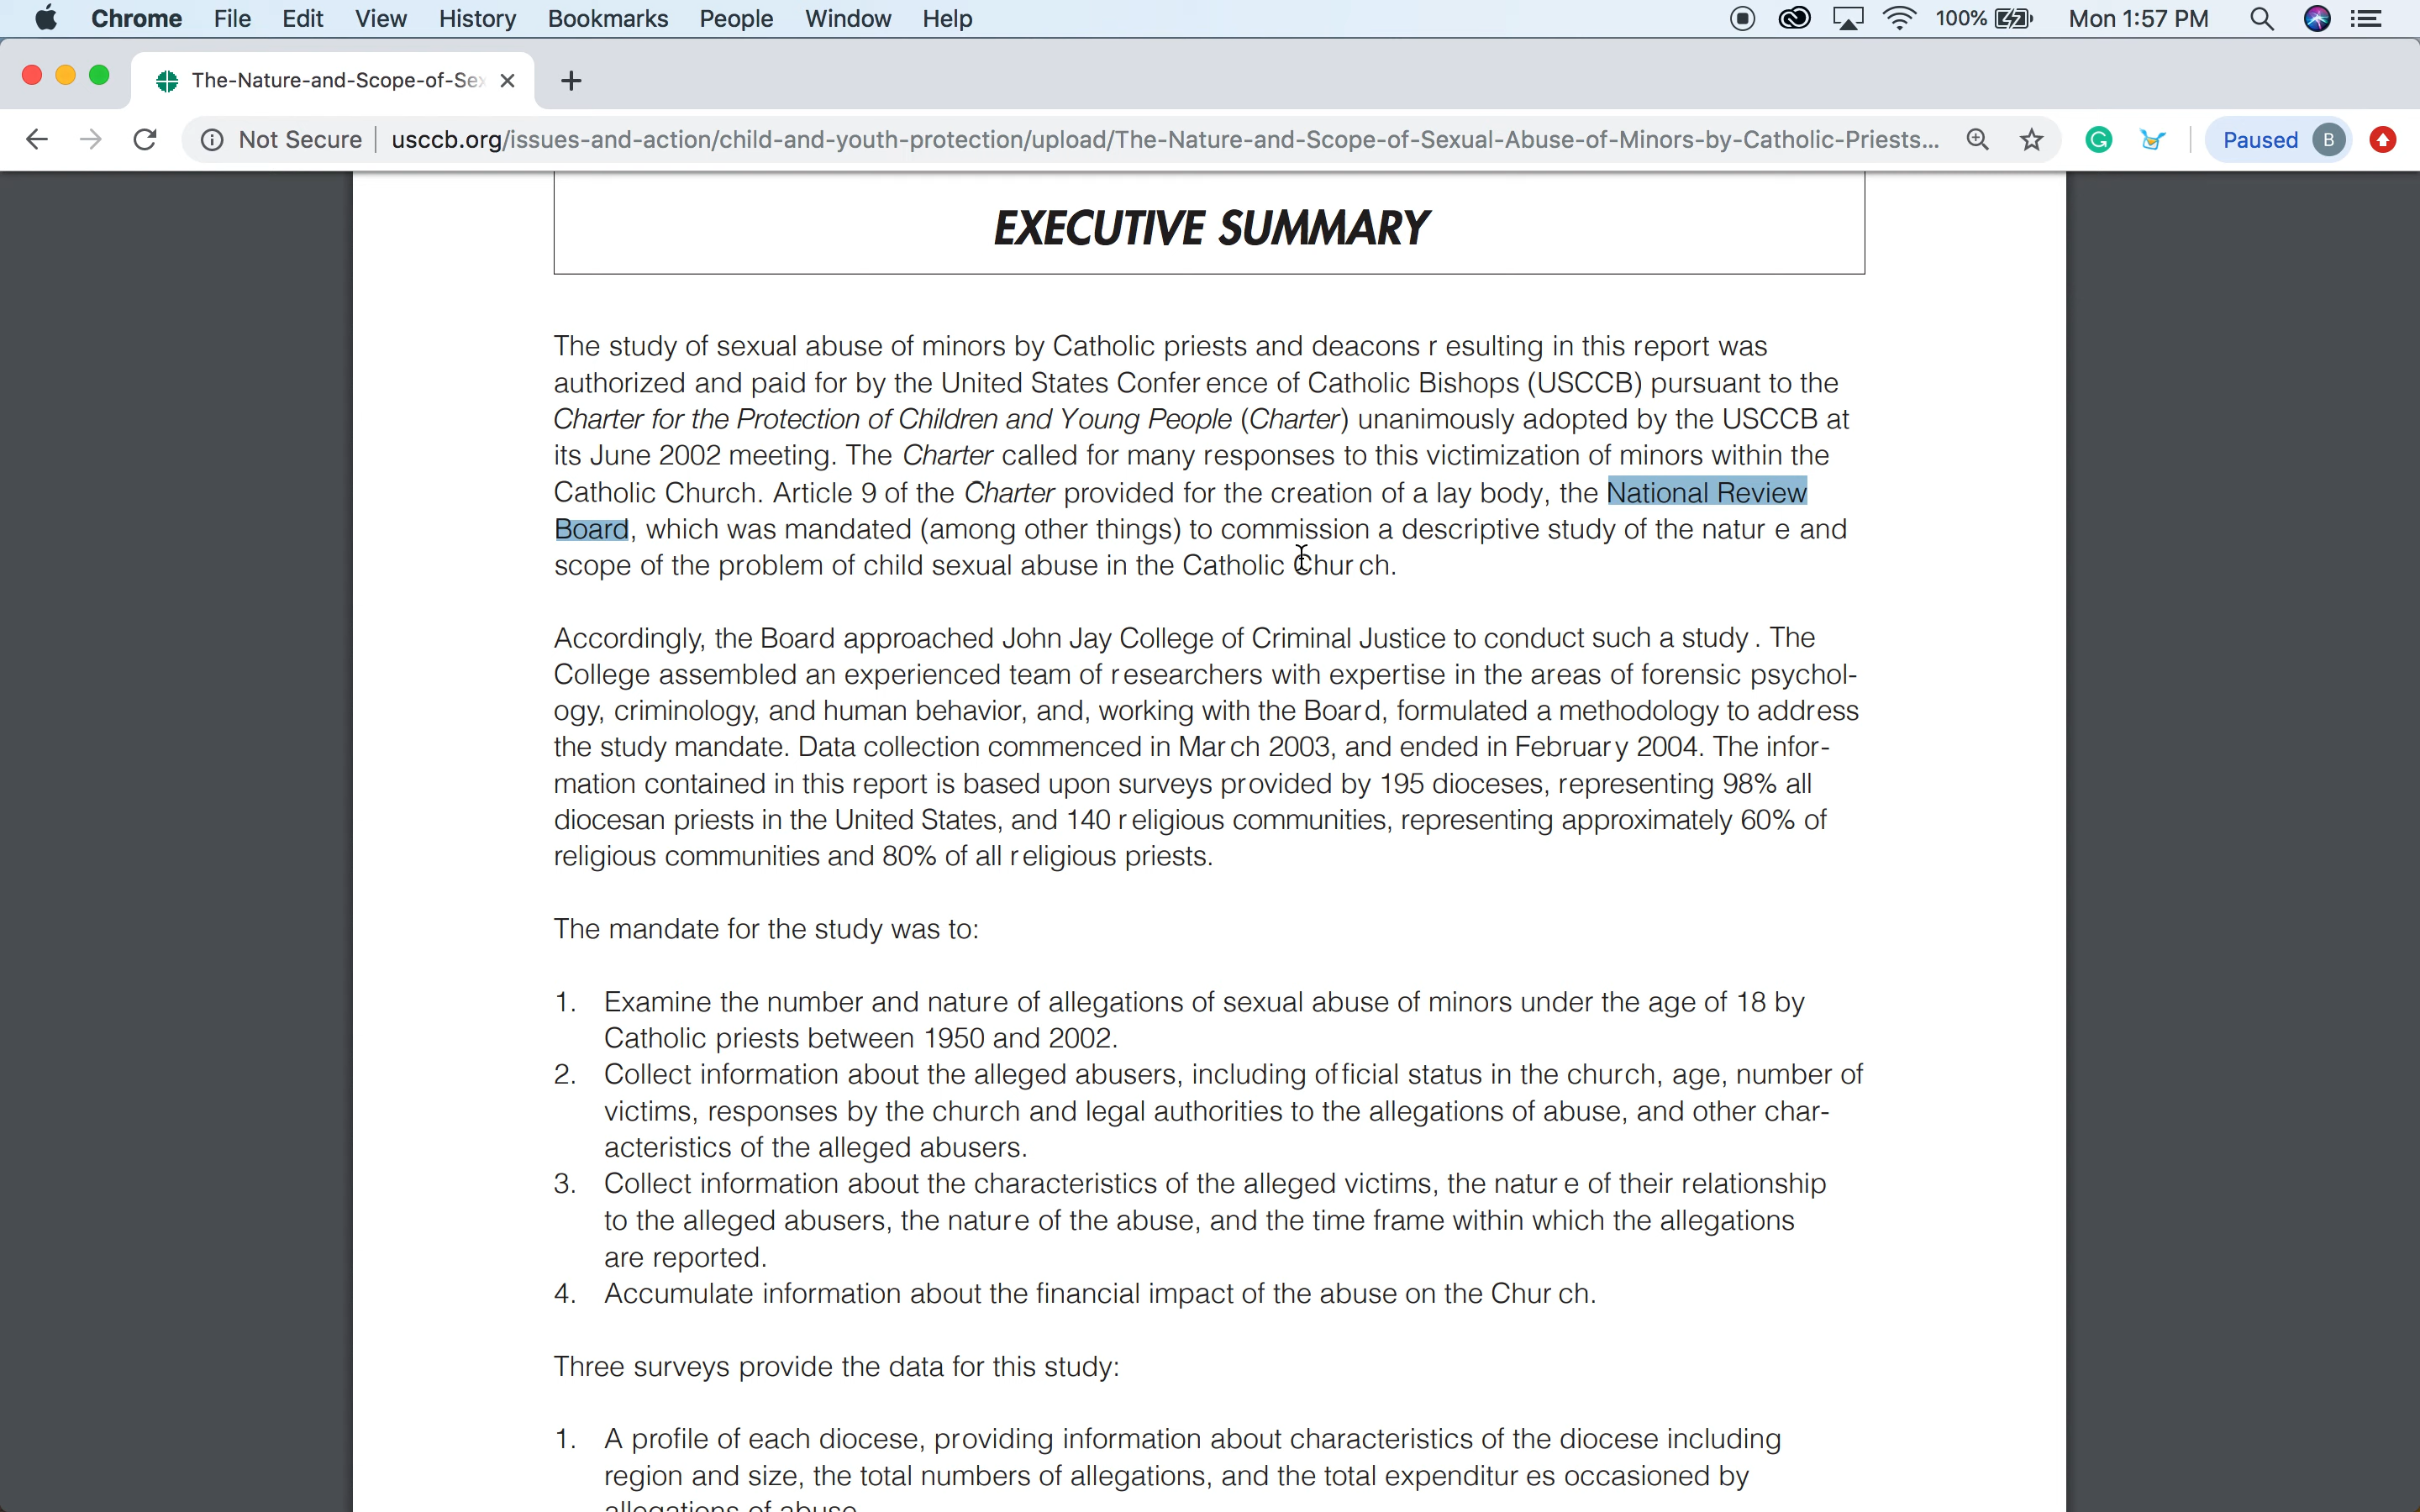 Chrome File Edit View History Bookmarks People Window Help 100% Mon 1:57 PM
The-Nature-and-Scope-of-Sex
Not Secure usccb.org/issues-and-action/child-and-youth-protection/upload/The-Nature-and-Scope-of-Sexual-Abuse-of-Minors-by-Catholic-Priests... Paused B
EXECUTIVE SUMMARY
The study of sexual abuse of minors by Catholic priests and deacons r esulting in this report was
authorized and paid for by the United States Confer ence of Catholic Bishops (USCCB) pursuant to the
Charter for the Protection of Children and Young People (Charter) unanimously adopted by the USCCB at
its June 2002 meeting. The Charter called for many responses to this victimization of minors within the
Catholic Church. Article 9 of the Charter provided for the creation of a lay body, the National Review
Board, which was mandated (among other things) to commission a descriptive study of the natur e and
scope of the problem of child sexual abuse in the Catholic Chur ch.
Accordingly, the Board approached John Jay College of Criminal Justice to conduct such a study . The
College assembled an experienced team of researchers with expertise in the areas of forensic psychol-
ogy, criminology, and human behavior, and, working with the Board, formulated a methodology to address
the study mandate. Data collection commenced in March 2003, and ended in February 2004. The infor-
mation contained in this report is based upon surveys provided by 195 dioceses, representing 98% all
diocesan priests in the United States, and 140 r eligious communities, representing approximately 60% of
religious communities and 80% of all religious priests.
The mandate for the study was to:
1. Examine the number and nature of allegations of sexual abuse of minors under the age of 18 by
Catholic priests between 1950 and 2002.
2. Collect information about the alleged abusers, including official status in the church, age, number of
victims, responses by the church and legal authorities to the allegations of abuse, and other char-
acteristics of the alleged abusers.
3. Collect information about the characteristics of the alleged victims, the natur e of their relationship
to the alleged abusers, the nature of the abuse, and the time frame within which the allegations
are reported.
4. Accumulate information about the financial impact of the abuse on the Chur ch.
Three surveys provide the data for this study:
1. A profile of each diocese, providing information about characteristics of the diocese including
region and size, the total numbers of allegations, and the total expenditur es occasioned by
allegations of abuse